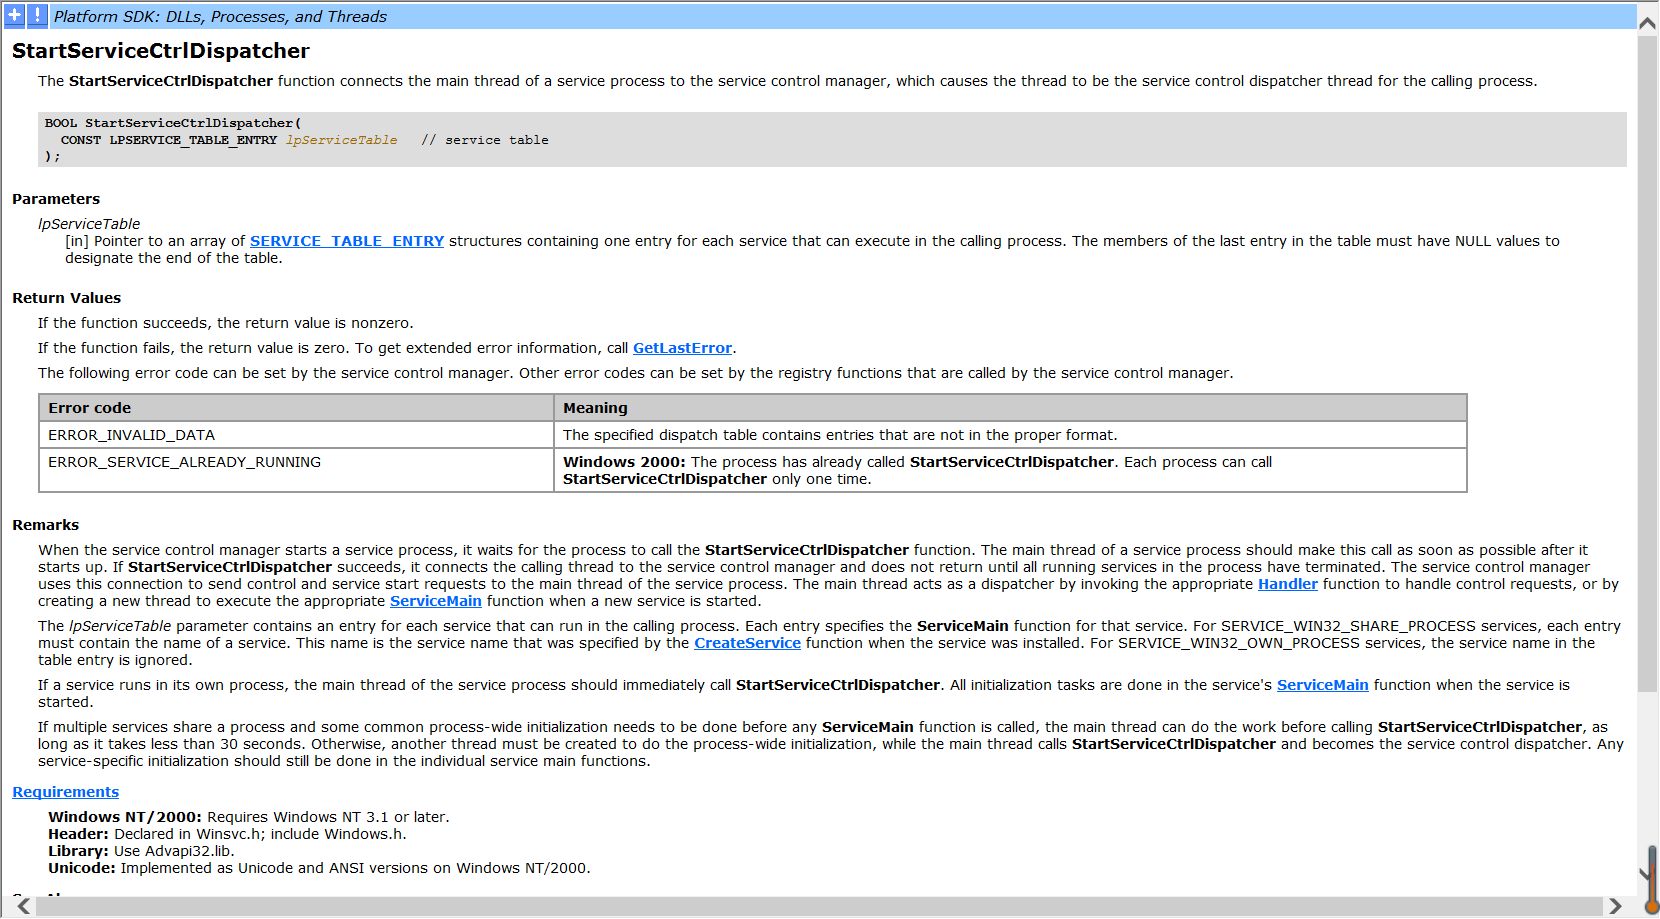 Platform SDK: DLLs, Processes, and Threads
StartServiceCtrlDispatcher
The StartServiceCtrlDispatcher function connects the main thread of a service process to the service control manager, which causes the thread to be the service control dispatcher thread for the calling process.
BOOL StartServiceCtrlDispatcher(
CONST LPSERVICE_TABLE_ENTRY lpServiceTable // service table
);
Parameters
lpServiceTable
[in] Pointer to an array of SERVICE_TABLE_ENTRY structures containing one entry for each service that can execute in the calling process. The members of the last entry in the table must have NULL values to
designate the end of the table.
Return Values
If the function succeeds, the return value is nonzero.
If the function fails, the return value is zero. To get extended error information, call GetLastError.
The following error code can be set by the service control manager. Other error codes can be set by the registry functions that are called by the service control manager.
Error code Meaning
ERROR_INVALID_DATA The specified dispatch table contains entries that are not in the proper format.
ERROR_SERVICE_ALREADY_RUNNING Windows 2000: The process has already called StartServiceCtrlDispatcher. Each process can call
StartServiceCtrlDispatcher only one time.
Remarks
When the service control manager starts a service process, it waits for the process to call the StartServiceCtrlDispatcher function. The main thread of a service process should make this call as soon as possible after it
starts up. If StartServiceCtrlDispatcher succeeds, it connects the calling thread to the service control manager and does not return until all running services in the process have terminated. The service control manager
uses this connection to send control and service start requests to the main thread of the service process. The main thread acts as a dispatcher by invoking the appropriate Handler function to handle control requests, or by
creating a new thread to execute the appropriate ServiceMain function when a new service is started.
The lpServiceTable parameter contains an entry for each service that can run in the calling process. Each entry specifies the ServiceMain function for that service. For SERVICE_WIN32_SHARE_PROCESS services, each entry
must contain the name of a service. This name is the service name that was specified by the CreateService function when the service was installed. For SERVICE_WIN32_OWN_PROCESS services, the service name in the
table entry is ignored.
If a service runs in its own process, the main thread of the service process should immediately call StartServiceCtrlDispatcher. All initialization tasks are done in the service's ServiceMain function when the service is
started.
If multiple services share a process and some common process-wide initialization needs to be done before any ServiceMain function is called, the main thread can do the work before calling StartServiceCtrlDispatcher, as
long as it takes less than 30 seconds. Otherwise, another thread must be created to do the process-wide initialization, while the main thread calls StartServiceCtrlDispatcher and becomes the service control dispatcher. Any
service-specific initialization should still be done in the individual service main functions.
Requirements
Windows NT/2000: Requires Windows NT 3.1 or later.
Header: Declared in Winsvc.h; include Windows.h.
Library: Use Advapi32.lib.
Unicode: Implemented as Unicode and ANSI versions on Windows NT/2000.